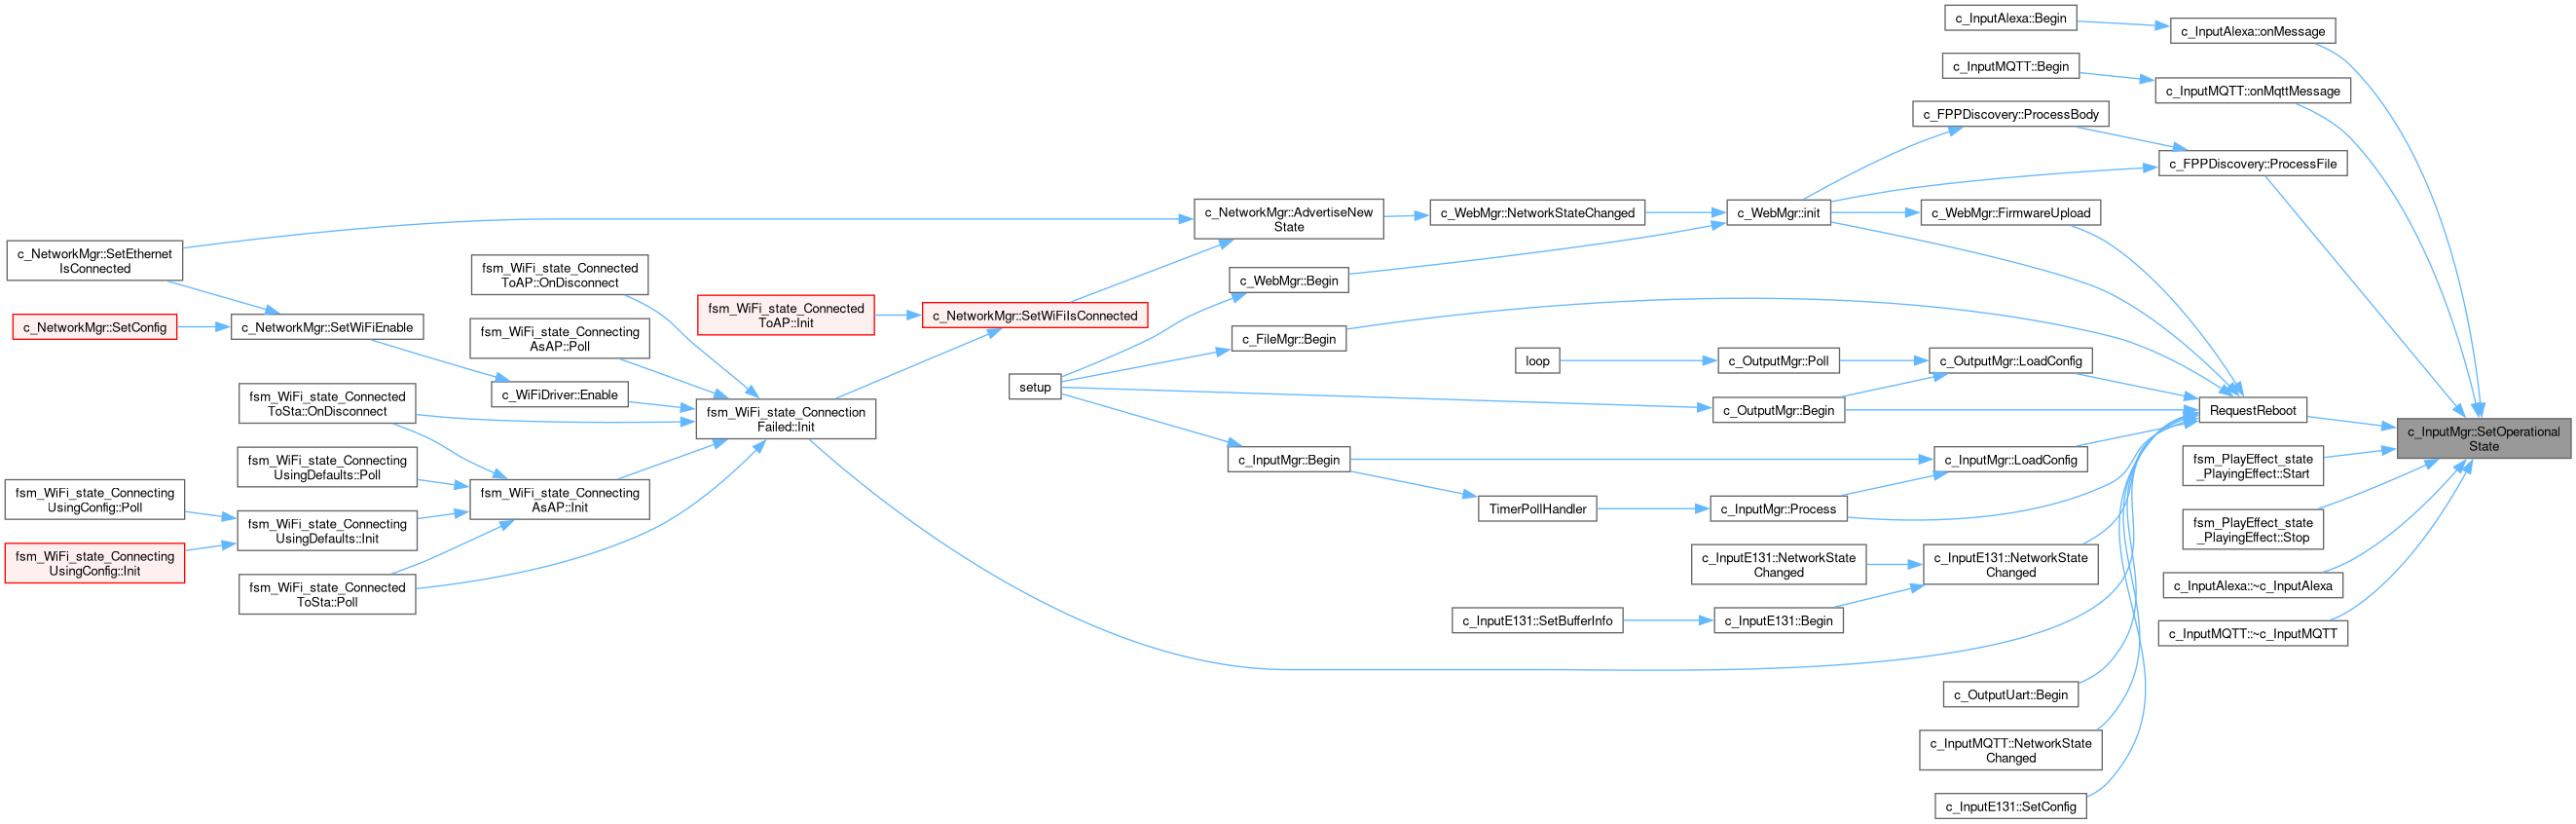 c_InputAlexa::Begin
c_InputAlexa::onMessage
c_InputMQTT::Begin
c_InputMQTT::onMqttMessage
c_FPPDiscovery::ProcessBody
c_FPPDiscovery::ProcessFile
c_NetworkMgr::AdvertiseNew
State
c_WebMgr::NetworkStateChanged
c_WebMgr::init
c_WebMgr::FirmwareUpload
c_NetworkMgr::SetEthernet
IsConnected
fsm_WiFi_state_Connected
ToAP::OnDisconnect
c_WebMgr::Begin
c_NetworkMgr::SetConfig
c_NetworkMgr::SetWiFiEnable
fsm_WiFi_state_Connecting
AsAP::Poll
fsm_WiFi_state_Connected
ToAP::Init
c_NetworkMgr::SetWiFiIsConnected
c_FileMgr::Begin
loop
c_OutputMgr::Poll
c_OutputMgr::LoadConfig
setup
fsm_WiFi_state_Connected
ToSta::OnDisconnect
c_WiFiDriver::Enable
fsm_WiFi_state_Connection
Failed::Init
c_OutputMgr::Begin
RequestReboot
c_InputMgr::SetOperational
State
fsm_WiFi_state_Connecting
UsingDefaults::Poll
c_InputMgr::Begin
c_InputMgr::LoadConfig
fsm_PlayEffect_state
_PlayingEffect::Start
fsm_WiFi_state_Connecting
UsingConfig::Poll
fsm_WiFi_state_Connecting
AsAP::Init
TimerPollHandler
c_InputMgr::Process
fsm_PlayEffect_state
_PlayingEffect::Stop
fsm_WiFi_state_Connecting
UsingDefaults::Init
fsm_WiFi_state_Connecting
UsingConfig::Init
c_InputE131::NetworkState
Changed
c_InputE131::NetworkState
Changed
c_InputAlexa::~c_InputAlexa
fsm_WiFi_state_Connected
ToSta::Poll
c_InputE131::SetBufferInfo
c_InputE131::Begin
c_InputMQTT::~c_InputMQTT
c_OutputUart::Begin
c_InputMQTT::NetworkState
Changed
c_InputE131::SetConfig